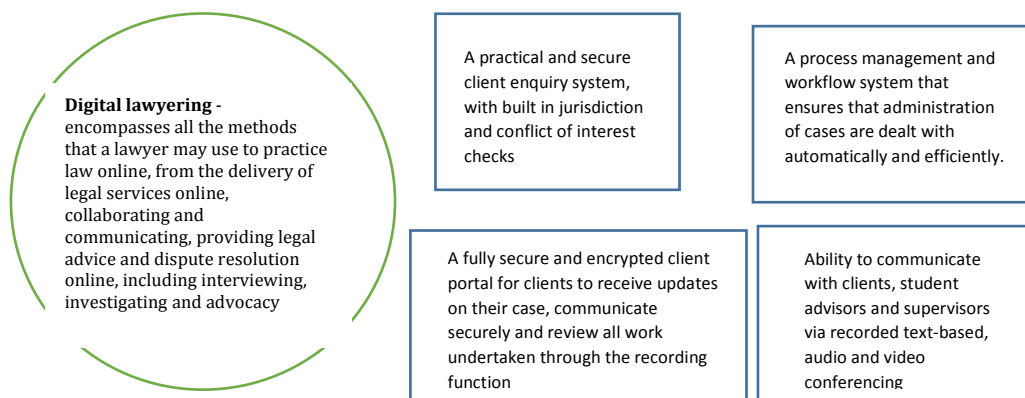 Digital lawyering -
encompasses all the methods
that a lawyer may use to practice
law online, from the delivery of
legal services online,
collaborating and
communicating, providing legal
advice and dispute resolution
online, including interviewing,
investigating and advocacy
A practical and secure
client enquiry system,
with built in jurisdiction
and conflict of interest
checks
A process management and
workflow system that
ensures that administration
of cases are dealt with
automatically and efficiently.
A fully secure and encrypted client
portal for clients to receive updates
on their case, communicate
securely and review all work
undertaken through the recording
function
Ability to communicate
with clients, student
advisors and supervisors
via recorded text-based,
audio and video
conferencing